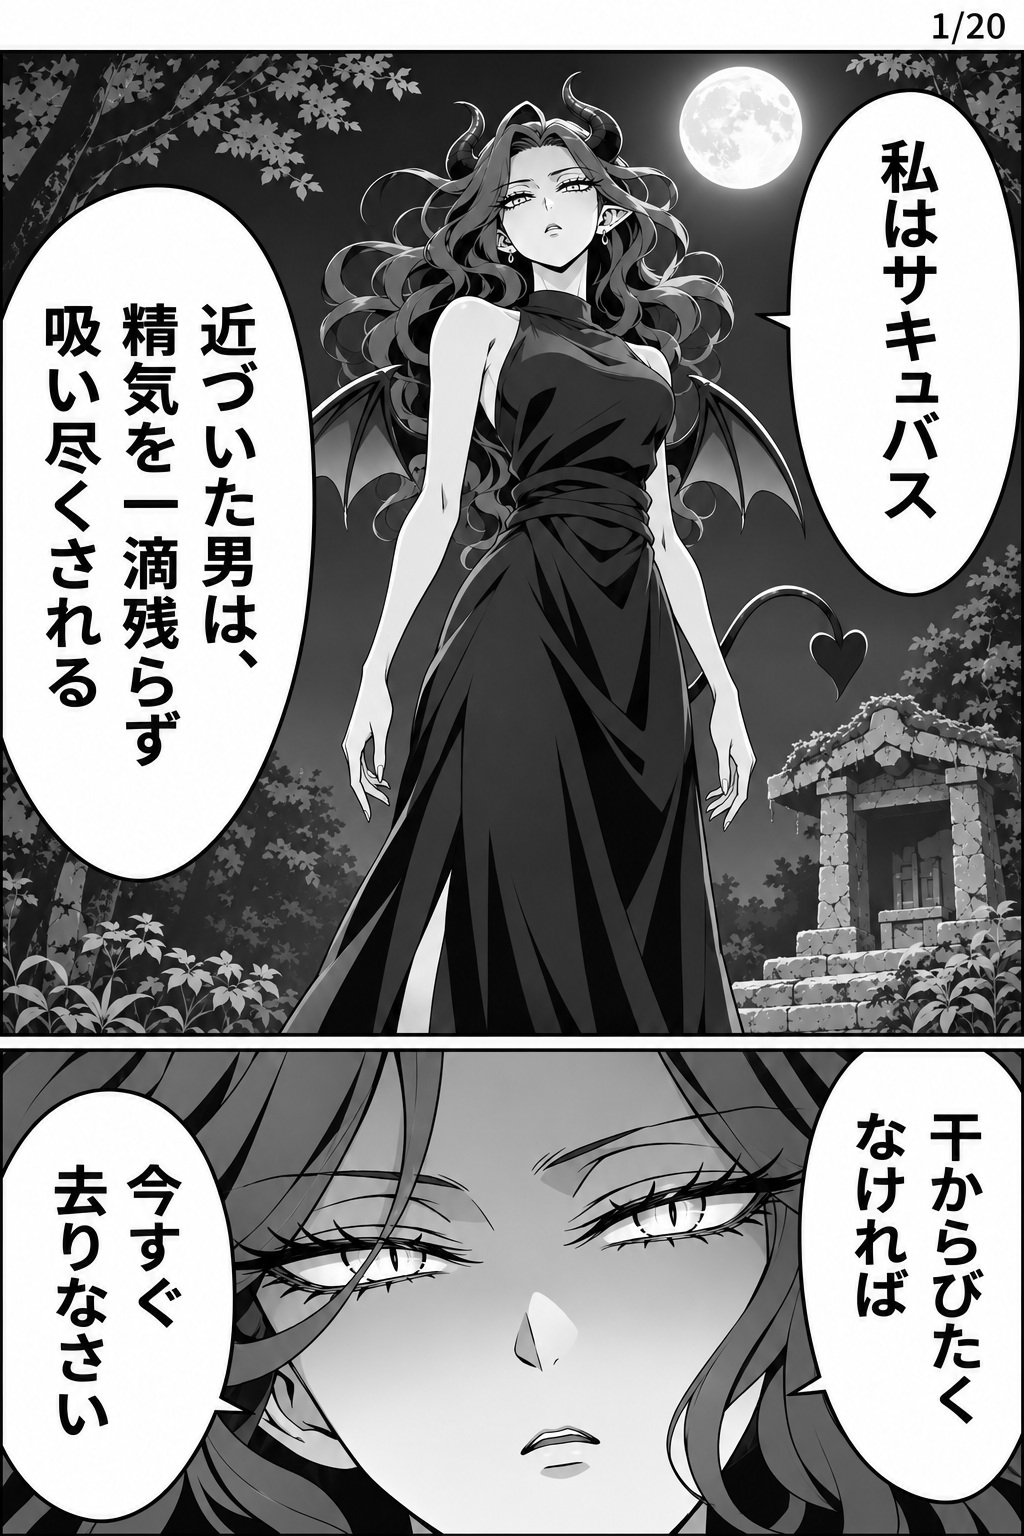 1/20
私はサキュバス
近づいた男は、
精気を一滴残らず
吸い尽くされる
干からびたく
なければ
今すぐ
去りなさい